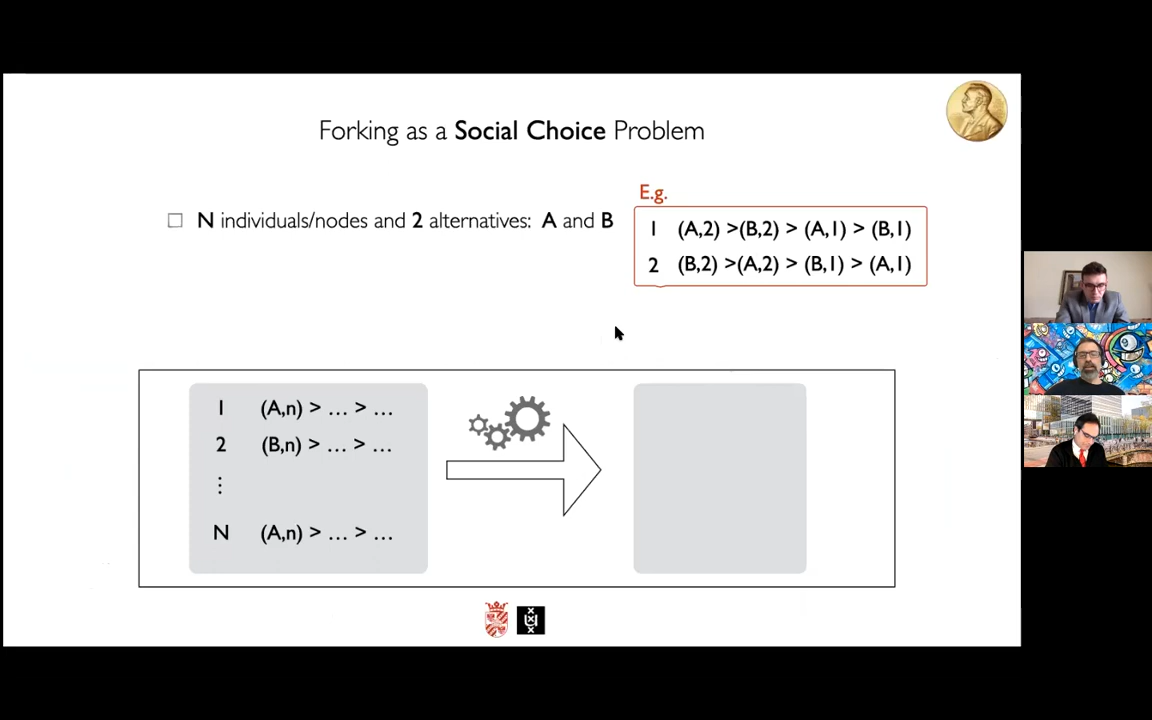 Forking as a Social Choice Problem
E.g.
☐ N individuals/nodes and 2 alternatives: A and B
1 (A,2) >(B,2) > (A,1) > (B,1)
2 (B,2) >(A,2) > (B,1) > (A,1)
1 (A,n) > ... > ...
2 (B,n) > ... > ...
⋮
N (A,n) > ... > ...